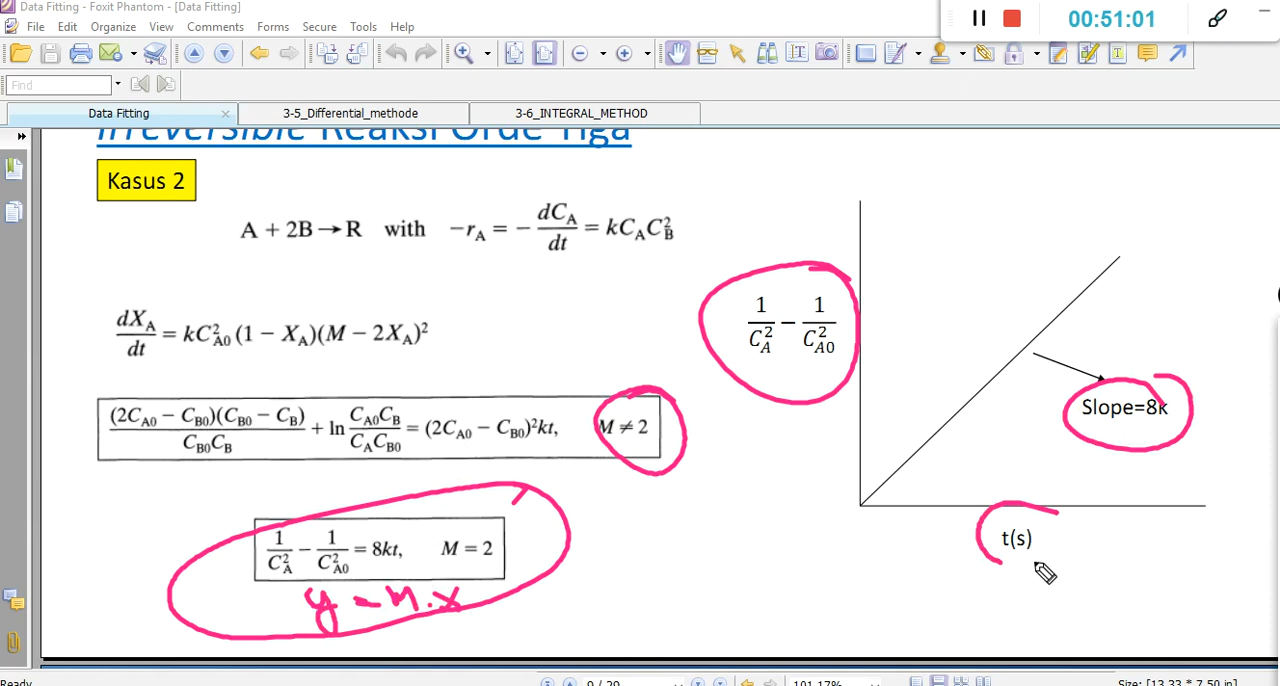 Data Fitting - Foxit Phantom - [Data Fitting]
File Edit Organize View Comments Forms Secure Tools Help
00:51:01
Find
Data Fitting x 3-5_Differential_methode 3-6_INTEGRAL_METHOD
Irreversible Reaksi Orde Tiga
Kasus 2
A + 2B → R with −r_A = − dC_A/dt = kC_A C_B^2
dX_A/dt = kC_A0^2 (1 − X_A)(M − 2X_A)^2
(2C_A0 − C_B0)(C_B0 − C_B)/(C_B0 C_B) + ln (C_A0 C_B)/(C_A C_B0) = (2C_A0 − C_B0)^2 kt, M ≠ 2
1/C_A^2 − 1/C_A0^2 = 8kt, M = 2
y = m.x
1/C_A^2 − 1/C_A0^2
Slope=8k
t(s)
Ready 9 / 29 101.17% Size: [13.33 * 7.50 in]